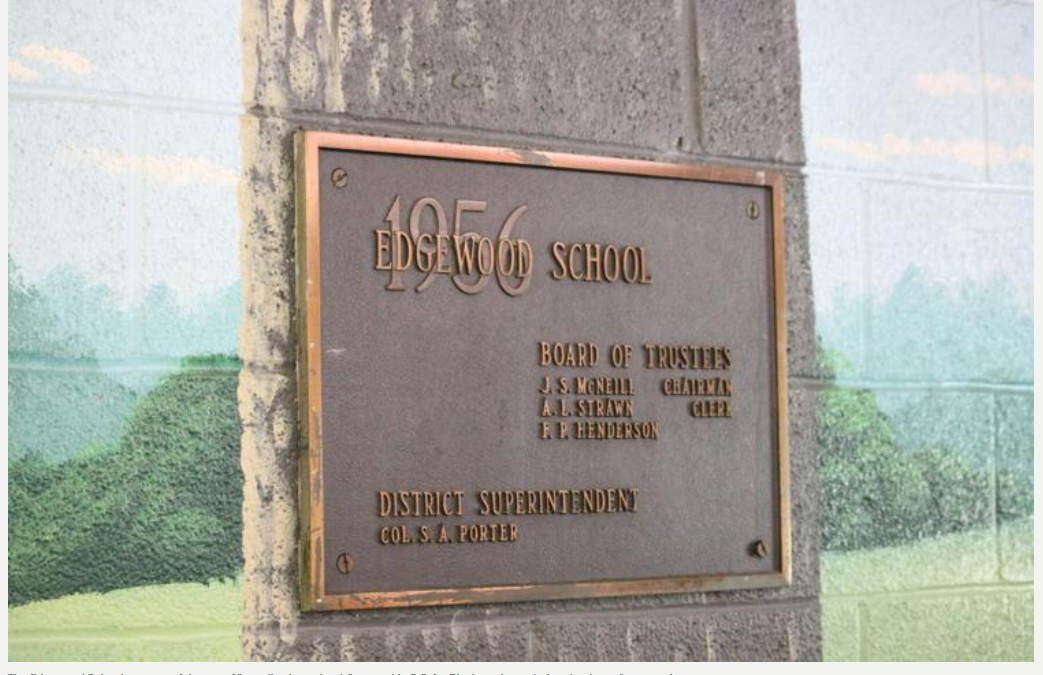 1956
EDGEWOOD SCHOOL
BOARD OF TRUSTEES
J. S. McNEILL CHAIRMAN
A. L. STRAWN CLERK
F. P. HENDERSON
DISTRICT SUPERINTENDENT
COL. S. A. PORTER